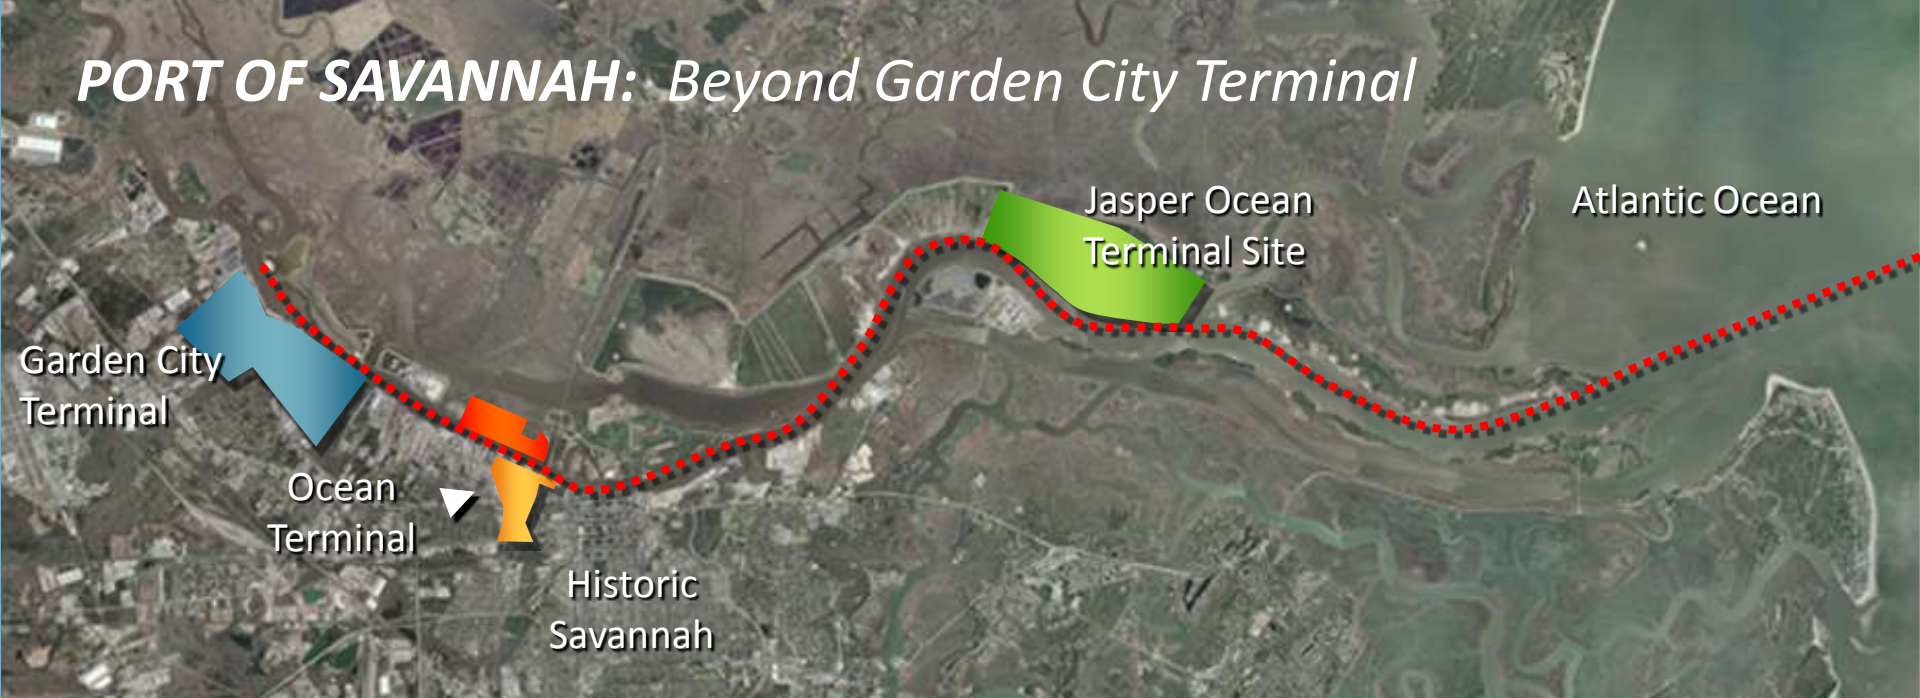 PORT OF SAVANNAH: Beyond Garden City Terminal
Jasper Ocean
Terminal Site
Atlantic Ocean
Garden City
Terminal
Ocean
Terminal
Historic
Savannah